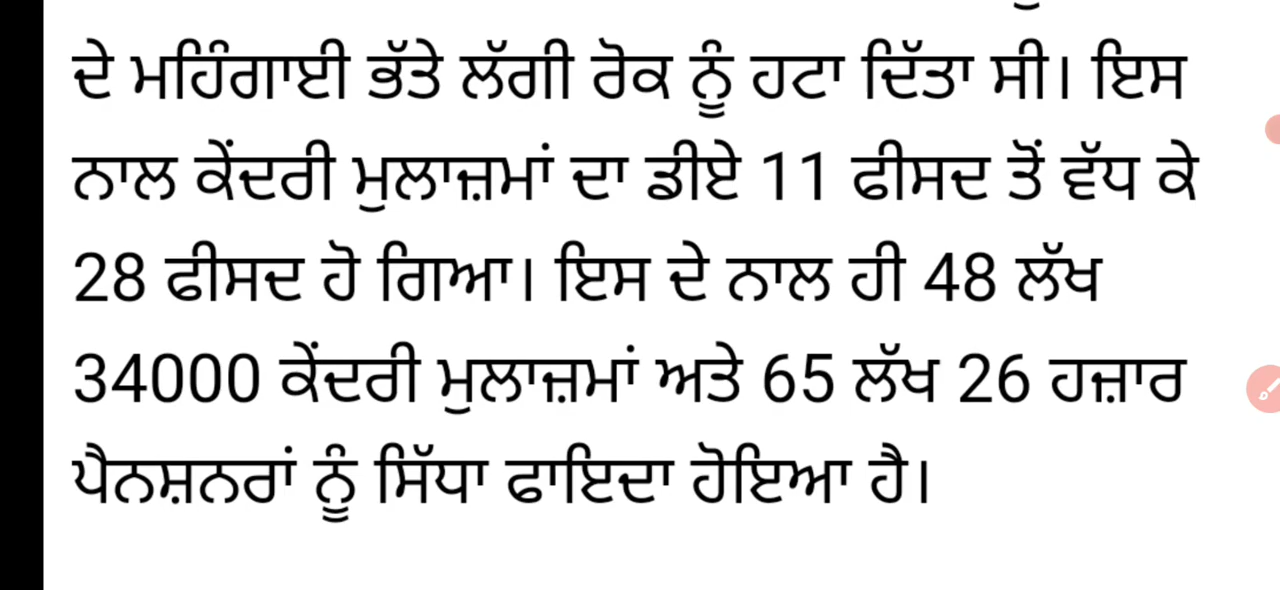 ਦੇ ਮਹਿੰਗਾਈ ਭੱਤੇ ਲੱਗੀ ਰੋਕ ਨੂੰ ਹਟਾ ਦਿੱਤਾ ਸੀ। ਇਸ
ਨਾਲ ਕੇਂਦਰੀ ਮੁਲਾਜ਼ਮਾਂ ਦਾ ਡੀਏ 11 ਫੀਸਦ ਤੋਂ ਵੱਧ ਕੇ
28 ਫੀਸਦ ਹੋ ਗਿਆ। ਇਸ ਦੇ ਨਾਲ ਹੀ 48 ਲੱਖ
34000 ਕੇਂਦਰੀ ਮੁਲਾਜ਼ਮਾਂ ਅਤੇ 65 ਲੱਖ 26 ਹਜ਼ਾਰ
ਪੈਨਸ਼ਨਰਾਂ ਨੂੰ ਸਿੱਧਾ ਫਾਇਦਾ ਹੋਇਆ ਹੈ।